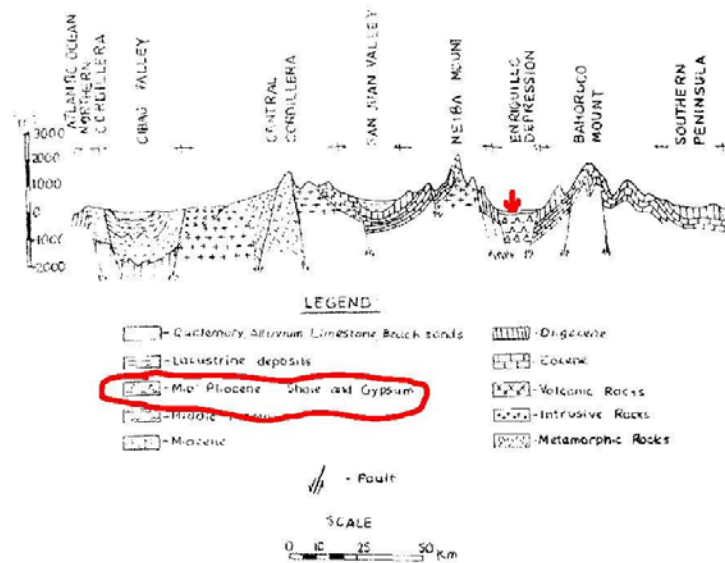 ATLANTIC OCEAN
NORTHERN
CORDILLERA
CIBAO VALLEY
CENTRAL
CORDILLERA
SAN JUAN VALLEY
NEIBA MOUNT
ENRIQUILLO
DEPRESSION
BAHORUCO
MOUNT
SOUTHERN
PENINSULA
3000
2000
1000
0
-1000
-2000
LEGEND:
- Quaternary, Alluvium, Limestone, Beach sands
- Lacustrine deposits
- Mio Pliocene Shale and Gypsum
- Middle
- Miocene
- Oligocene
- Eocene
- Volcanic Rocks
- Intrusive Rocks
- Metamorphic Rocks
- Fault
SCALE
0 10 25 50 Km